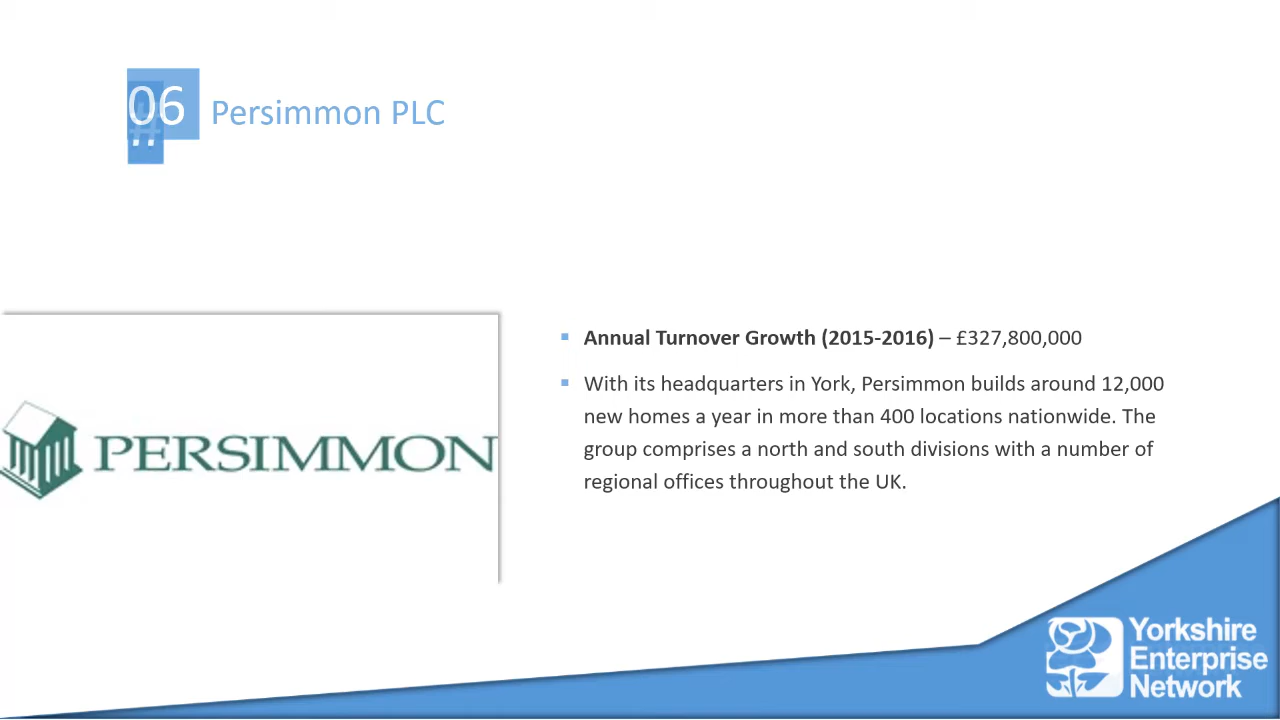 #
06
Persimmon PLC
PERSIMMON
Annual Turnover Growth (2015-2016) – £327,800,000
With its headquarters in York, Persimmon builds around 12,000
new homes a year in more than 400 locations nationwide. The
group comprises a north and south divisions with a number of
regional offices throughout the UK.
Yorkshire
Enterprise
Network